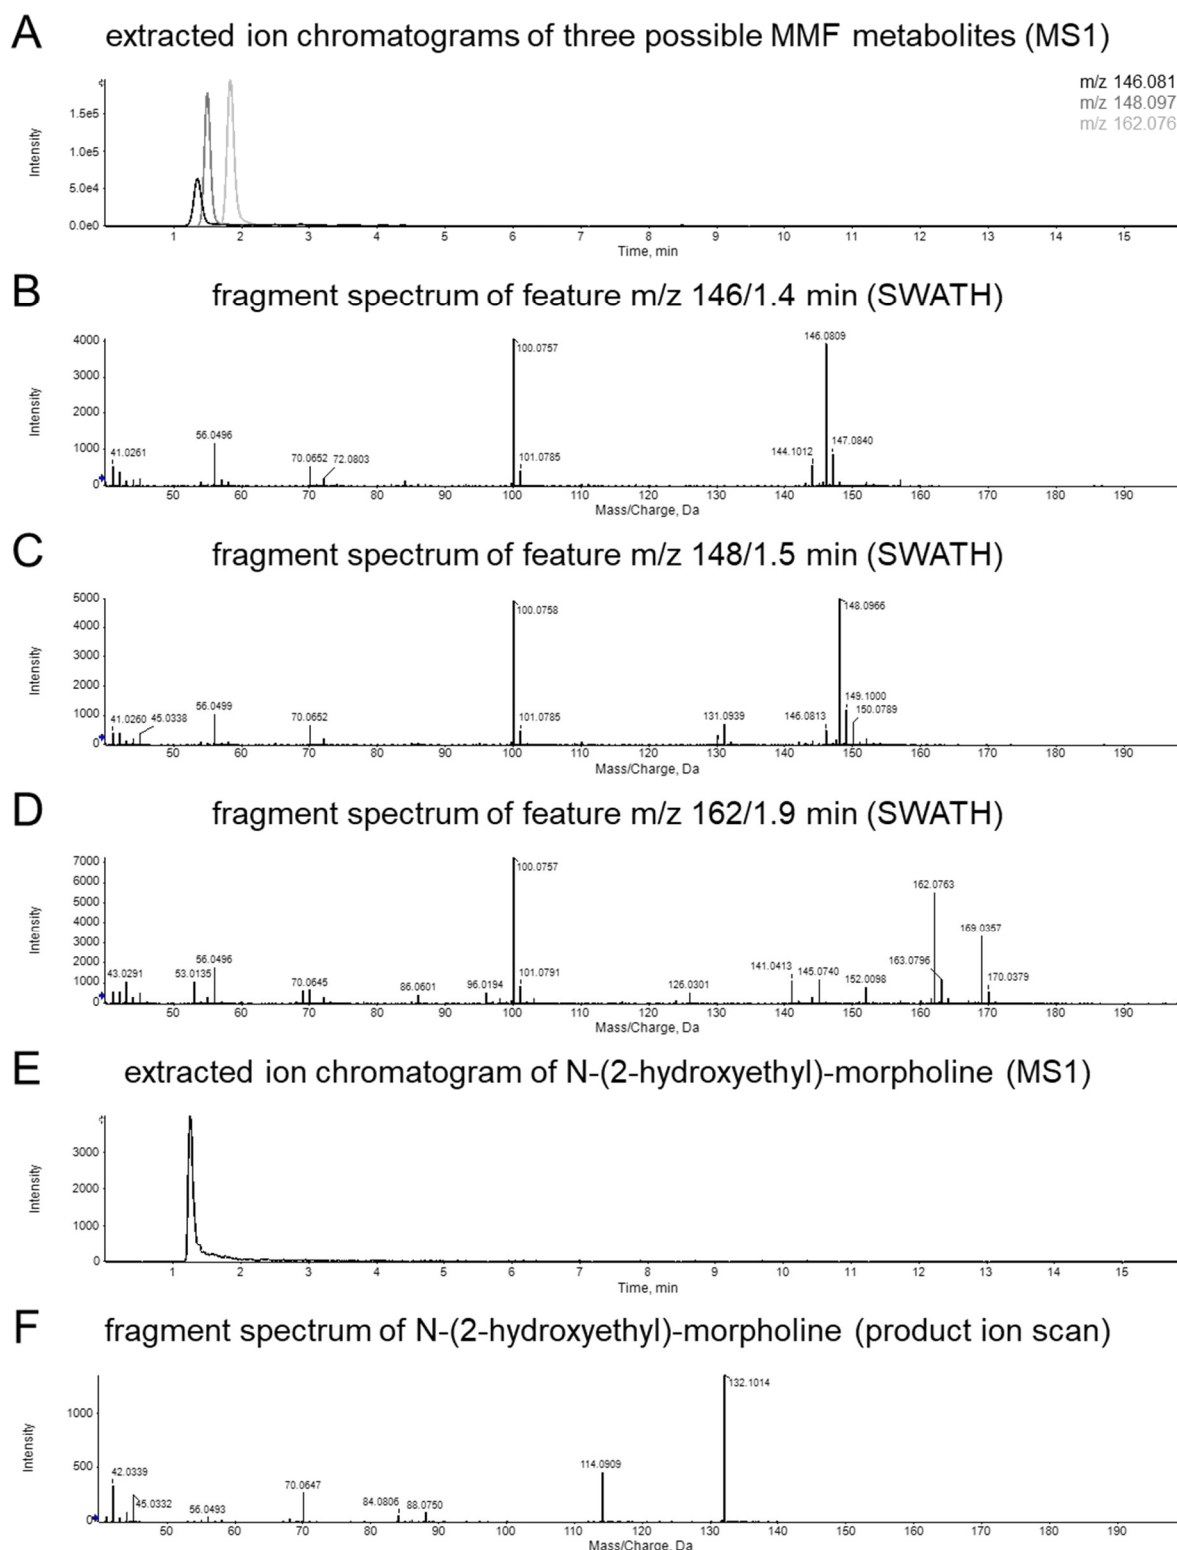 A extracted ion chromatograms of three possible MMF metabolites (MS1)
m/z 146.081
m/z 148.097
m/z 162.076
Intensity
1.5e5
1.0e5
5.0e4
0.0e0
1 2 3 4 5 6 7 8 9 10 11 12 13 14 15
Time, min
B fragment spectrum of feature m/z 146/1.4 min (SWATH)
Intensity
4000
3000
2000
1000
0
41.0261 56.0496 70.0652 72.0803 100.0757 101.0785 144.1012 146.0809 147.0840
50 60 70 80 90 100 110 120 130 140 150 160 170 180 190
Mass/Charge, Da
C fragment spectrum of feature m/z 148/1.5 min (SWATH)
Intensity
5000
4000
3000
2000
1000
0
41.0260 45.0338 56.0499 70.0652 100.0758 101.0785 131.0939 146.0813 148.0966 149.1000 150.0789
50 60 70 80 90 100 110 120 130 140 150 160 170 180 190
Mass/Charge, Da
D fragment spectrum of feature m/z 162/1.9 min (SWATH)
Intensity
7000
6000
5000
4000
3000
2000
1000
0
43.0291 53.0135 56.0496 70.0645 86.0601 96.0194 100.0757 101.0791 126.0301 141.0413 145.0740 152.0098 162.0763 163.0796 169.0357 170.0379
50 60 70 80 90 100 110 120 130 140 150 160 170 180 190
Mass/Charge, Da
E extracted ion chromatogram of N-(2-hydroxyethyl)-morpholine (MS1)
Intensity
3000
2000
1000
0
1 2 3 4 5 6 7 8 9 10 11 12 13 14 15
Time, min
F fragment spectrum of N-(2-hydroxyethyl)-morpholine (product ion scan)
Intensity
1000
500
0
42.0339 45.0332 56.0493 70.0647 84.0806 88.0750 114.0909 132.1014
50 60 70 80 90 100 110 120 130 140 150 160 170 180 190
Mass/Charge, Da